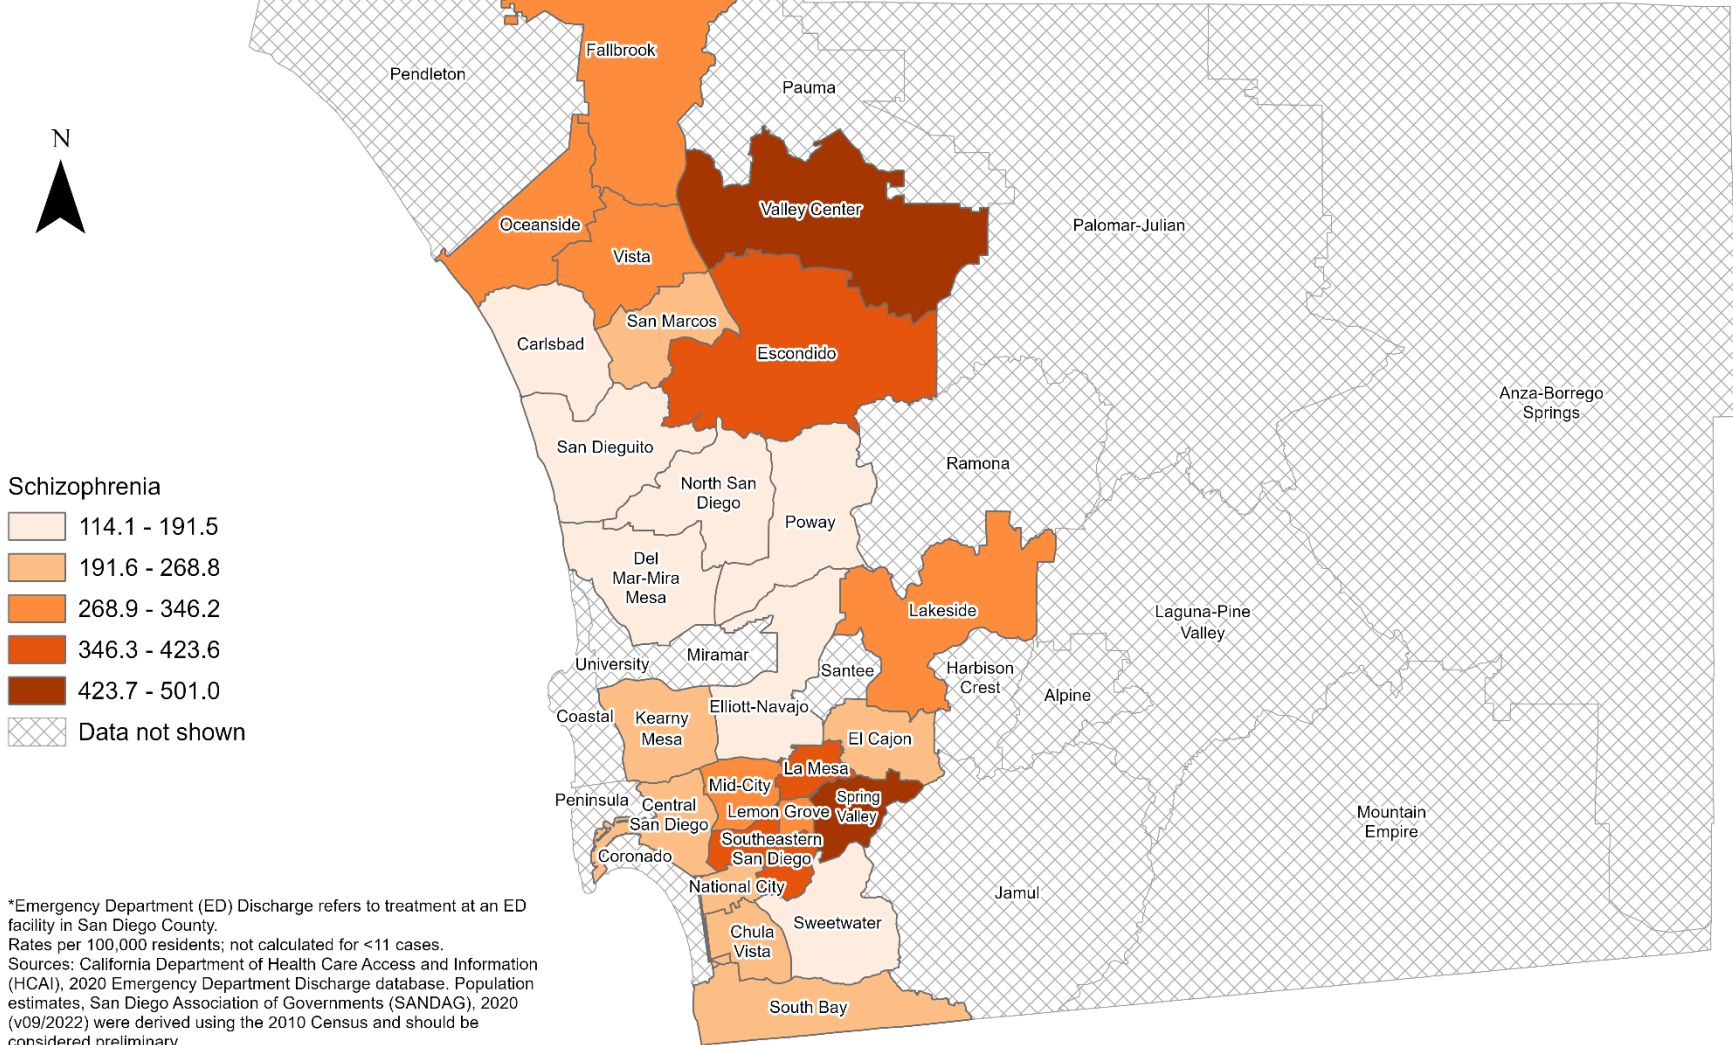 Fallbrook
Pendleton
Pauma
N
Valley Center
Oceanside
Palomar-Julian
Vista
San Marcos
Carlsbad
Escondido
Anza-Borrego
Springs
San Dieguito
Ramona
North San
Diego
Poway
Del
Mar-Mira
Mesa
Lakeside
Laguna-Pine
Valley
Miramar
University
Santee
Harbison
Crest
Alpine
Elliott-Navajo
Coastal
Kearny
Mesa
El Cajon
La Mesa
Mid-City
Spring
Valley
Peninsula
Central
San Diego
Lemon Grove
Mountain
Empire
Southeastern
San Diego
Coronado
National City
Jamul
Sweetwater
Chula
Vista
South Bay
Schizophrenia
114.1 - 191.5
191.6 - 268.8
268.9 - 346.2
346.3 - 423.6
423.7 - 501.0
Data not shown
*Emergency Department (ED) Discharge refers to treatment at an ED
facility in San Diego County.
Rates per 100,000 residents; not calculated for <11 cases.
Sources: California Department of Health Care Access and Information
(HCAI), 2020 Emergency Department Discharge database. Population
estimates, San Diego Association of Governments (SANDAG), 2020
(v09/2022) were derived using the 2010 Census and should be
considered preliminary